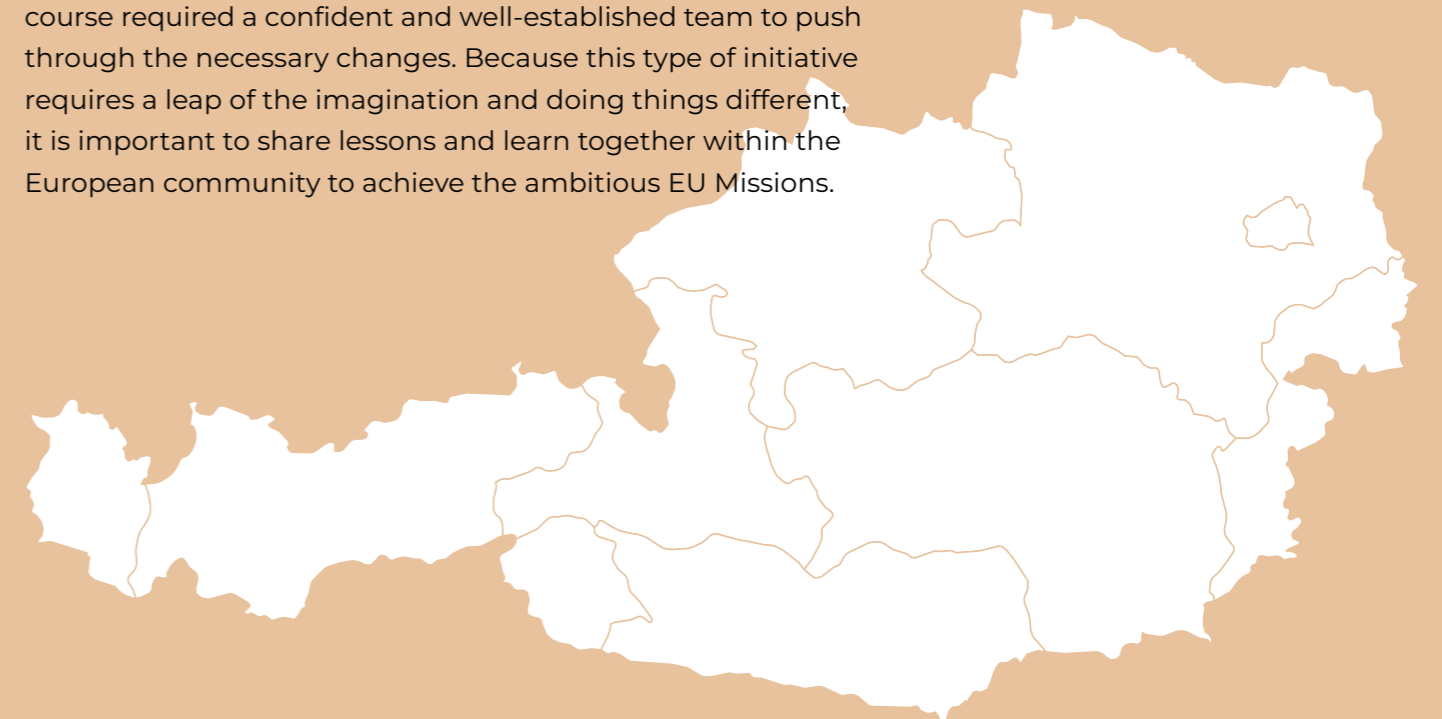 course required a confident and well-established team to push
through the necessary changes. Because this type of initiative
requires a leap of the imagination and doing things different,
it is important to share lessons and learn together within the
European community to achieve the ambitious EU Missions.